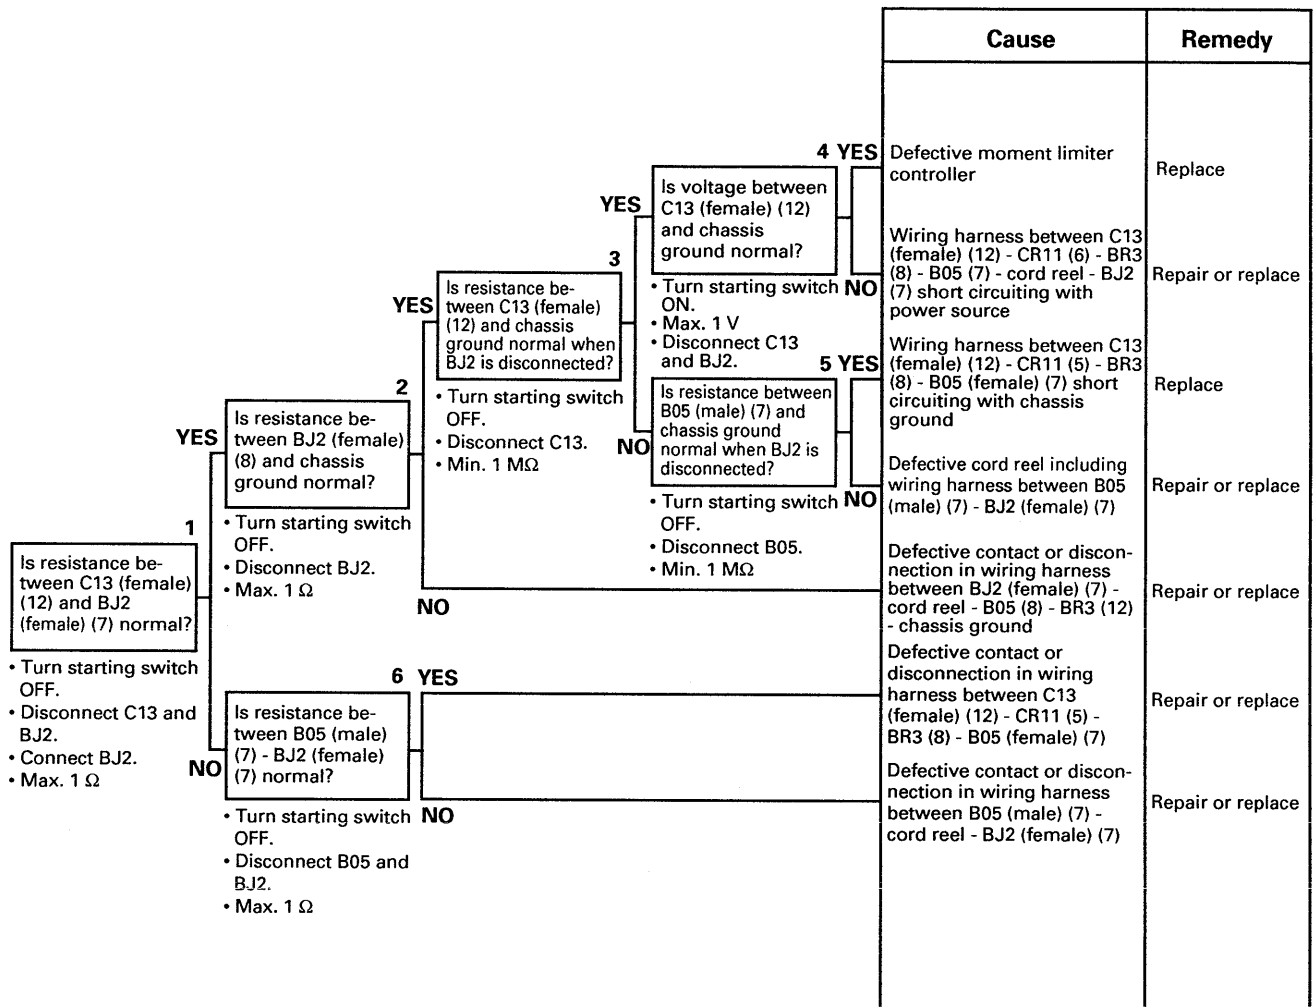 Cause
Remedy
4 YES
Defective moment limiter
controller
Replace
Is voltage between
C13 (female) (12)
and chassis
ground normal?
YES
• Turn starting switch
ON.
• Max. 1 V
• Disconnect C13
and BJ2.
NO
Wiring harness between C13
(female) (12) - CR11 (6) - BR3
(8) - B05 (7) - cord reel - BJ2
(7) short circuiting with
power source
Repair or replace
3
Is resistance be-
tween C13 (female)
(12) and chassis
ground normal when
BJ2 is disconnected?
YES
• Turn starting switch
OFF.
• Disconnect C13.
• Min. 1 MΩ
5 YES
Wiring harness between C13
(female) (12) - CR11 (5) - BR3
(8) - B05 (female) (7) short
circuiting with chassis
ground
Replace
Is resistance between
B05 (male) (7) and
chassis ground
normal when BJ2 is
disconnected?
NO
• Turn starting switch
OFF.
• Disconnect B05.
• Min. 1 MΩ
NO
Defective cord reel including
wiring harness between B05
(male) (7) - BJ2 (female) (7)
Repair or replace
2
YES
Is resistance be-
tween BJ2 (female)
(8) and chassis
ground normal?
• Turn starting switch
OFF.
• Disconnect BJ2.
• Max. 1 Ω
NO
Defective contact or discon-
nection in wiring harness
between BJ2 (female) (7) -
cord reel - B05 (8) - BR3 (12)
- chassis ground
Repair or replace
1
Is resistance be-
tween C13 (female)
(12) and BJ2
(female) (7) normal?
• Turn starting switch
OFF.
• Disconnect C13 and
BJ2.
• Connect BJ2.
• Max. 1 Ω
NO
6 YES
Is resistance be-
tween B05 (male)
(7) - BJ2 (female)
(7) normal?
• Turn starting switch
OFF.
• Disconnect B05 and
BJ2.
• Max. 1 Ω
Defective contact or
disconnection in wiring
harness between C13
(female) (12) - CR11 (5) -
BR3 (8) - B05 (female) (7)
Repair or replace
NO
Defective contact or discon-
nection in wiring harness
between B05 (male) (7) -
cord reel - BJ2 (female) (7)
Repair or replace